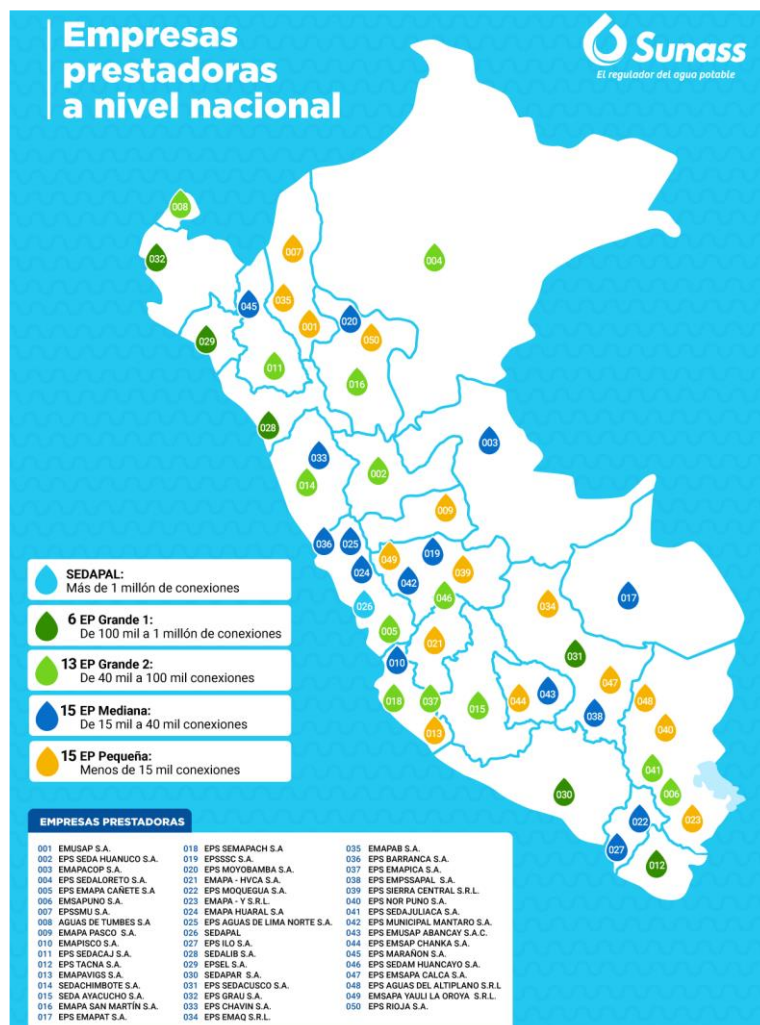 Empresas
prestadoras
a nivel nacional
Sunass
El regulador del agua potable
008
032
007
004
045
035
001
020
050
029
011
016
028
033
003
014
002
009
036
025
049
019
024
042
039
017
026
046
034
005
021
031
010
047
018
037
015
044
043
038
048
013
040
041
030
006
022
023
027
012
SEDAPAL:
Más de 1 millón de conexiones
6 EP Grande 1:
De 100 mil a 1 millón de conexiones
13 EP Grande 2:
De 40 mil a 100 mil conexiones
15 EP Mediana:
De 15 mil a 40 mil conexiones
15 EP Pequeña:
Menos de 15 mil conexiones
EMPRESAS PRESTADORAS
001 EMUSAP S.A.
002 EPS SEDA HUANUCO S.A.
003 EMAPACOP S.A.
004 EPS SEDALORETO S.A.
005 EPS EMAPA CAÑETE S.A
006 EMSAPUNO S.A.
007 EPSSMU S.A.
008 AGUAS DE TUMBES S.A
009 EMAPA PASCO S.A.
010 EMAPISCO S.A.
011 EPS SEDACAJ S.A.
012 EPS TACNA S.A.
013 EMAPAVIGS S.A.
014 SEDACHIMBOTE S.A.
015 SEDA AYACUCHO S.A.
016 EMAPA SAN MARTÍN S.A.
017 EPS EMAPAT S.A.
018 EPS SEMAPACH S.A
019 EPSSSC S.A.
020 EPS MOYOBAMBA S.A.
021 EMAPA - HVCA S.A.
022 EPS MOQUEGUA S.A.
023 EMAPA - Y S.R.L.
024 EMAPA HUARAL S.A
025 EPS AGUAS DE LIMA NORTE S.A.
026 SEDAPAL
027 EPS ILO S.A.
028 SEDALIB S.A.
029 EPSEL S.A.
030 SEDAPAR S.A.
031 EPS SEDACUSCO S.A.
032 EPS GRAU S.A.
033 EPS CHAVIN S.A.
034 EPS EMAQ S.R.L.
035 EMAPAB S.A.
036 EPS BARRANCA S.A.
037 EPS EMAPICA S.A.
038 EPS EMPSSAPAL S.A.
039 EPS SIERRA CENTRAL S.R.L.
040 EPS NOR PUNO S.A.
041 EPS SEDAJULIACA S.A.
042 EPS MUNICIPAL MANTARO S.A.
043 EPS EMUSAP ABANCAY S.A.C.
044 EPS EMSAP CHANKA S.A.
045 EPS MARAÑON S.A.
046 EPS SEDAM HUANCAYO S.A.
047 EPS EMSAPA CALCA S.A.
048 EPS AGUAS DEL ALTIPLANO S.R.L
049 EMSAPA YAULI LA OROYA S.R.L.
050 EPS RIOJA S.A.